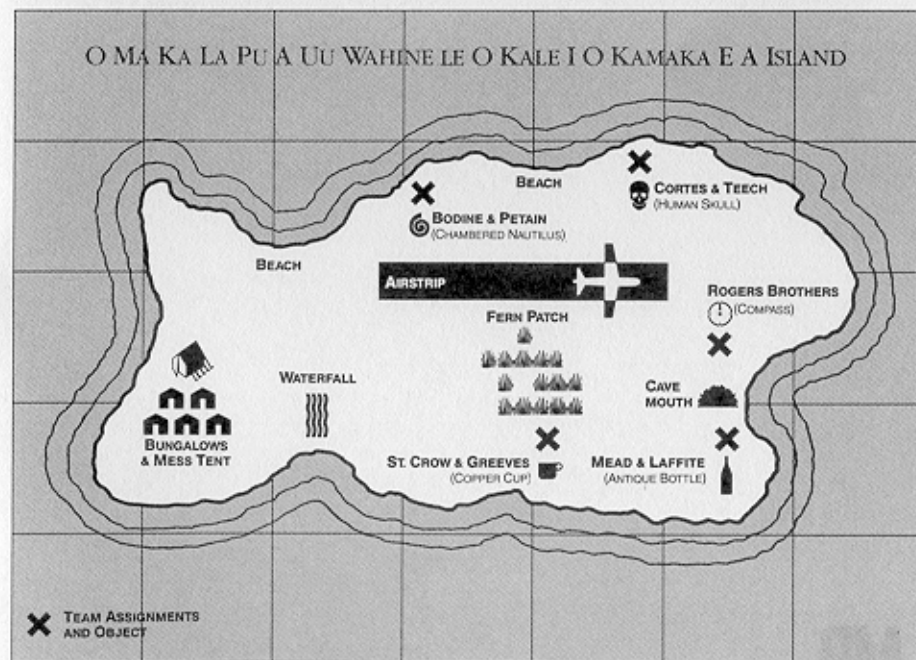 O MA KA LA PU A UU WAHINE LE O KALE I O KAMAKA E A ISLAND
BEACH
CORTES & TEECH
(HUMAN SKULL)
BODINE & PETAIN
(CHAMBERED NAUTILUS)
BEACH
AIRSTRIP
ROGERS BROTHERS
(COMPASS)
FERN PATCH
WATERFALL
CAVE
MOUTH
BUNGALOWS
& MESS TENT
ST. CROW & GREEVES
(COPPER CUP)
MEAD & LAFFITE
(ANTIQUE BOTTLE)
TEAM ASSIGNMENTS
AND OBJECT